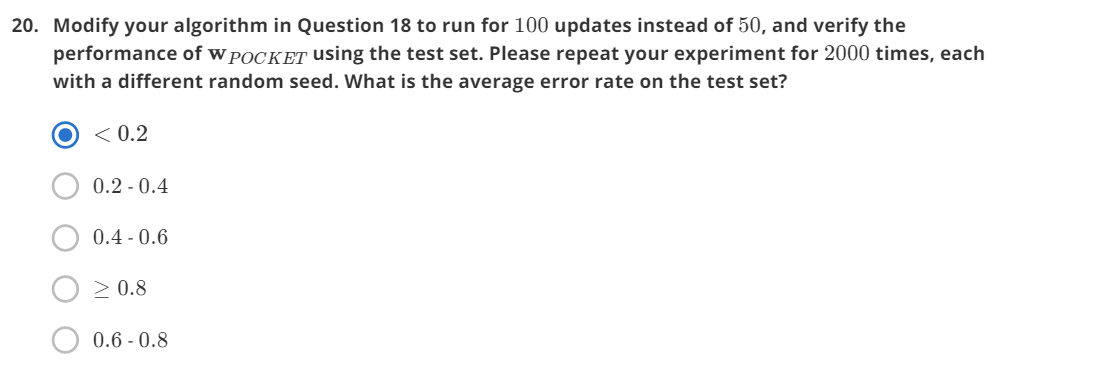 20. Modify your algorithm in Question 18 to run for 100 updates instead of 50, and verify the
performance of w_POCKET using the test set. Please repeat your experiment for 2000 times, each
with a different random seed. What is the average error rate on the test set?
< 0.2
0.2 - 0.4
0.4 - 0.6
≥ 0.8
0.6 - 0.8